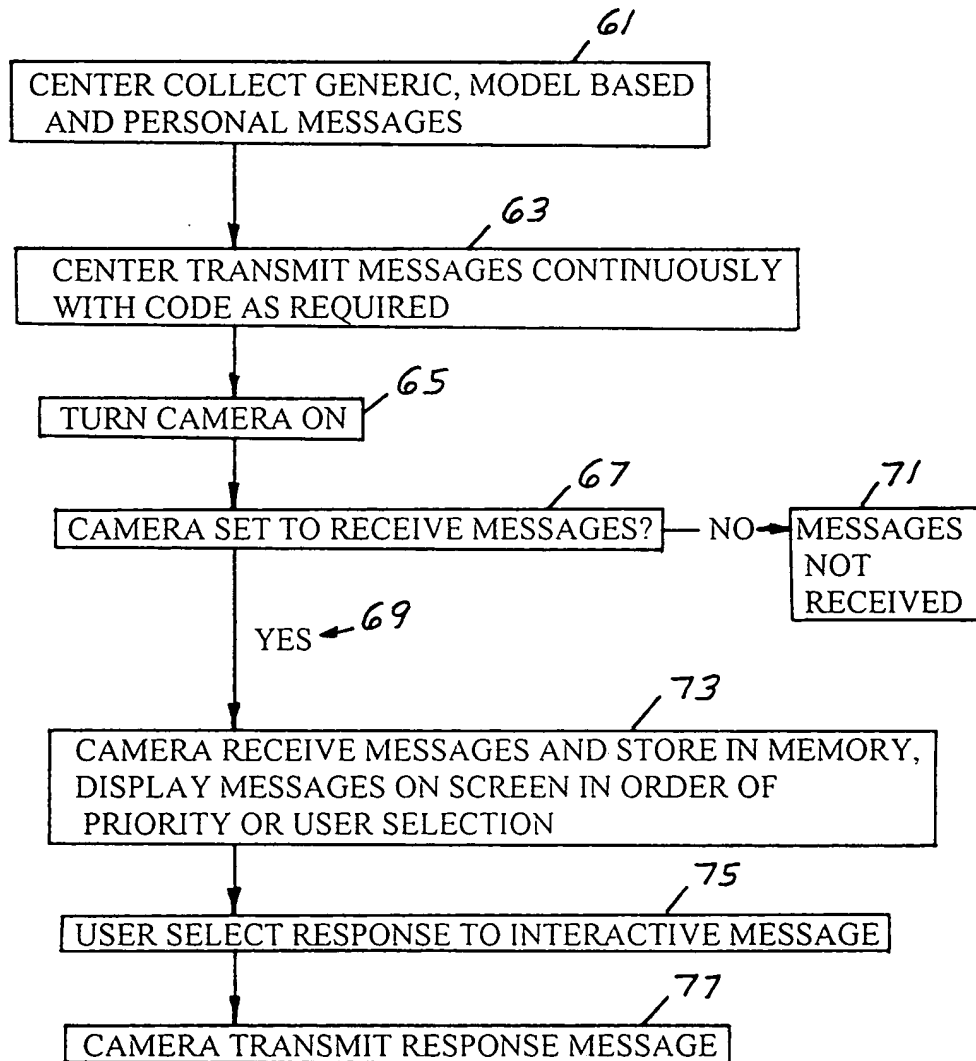 61
CENTER COLLECT GENERIC, MODEL BASED
AND PERSONAL MESSAGES
63
CENTER TRANSMIT MESSAGES CONTINUOUSLY
WITH CODE AS REQUIRED
65
TURN CAMERA ON
67
71
CAMERA SET TO RECEIVE MESSAGES?
NO
MESSAGES
NOT
RECEIVED
YES
69
73
CAMERA RECEIVE MESSAGES AND STORE IN MEMORY,
DISPLAY MESSAGES ON SCREEN IN ORDER OF
PRIORITY OR USER SELECTION
75
USER SELECT RESPONSE TO INTERACTIVE MESSAGE
77
CAMERA TRANSMIT RESPONSE MESSAGE